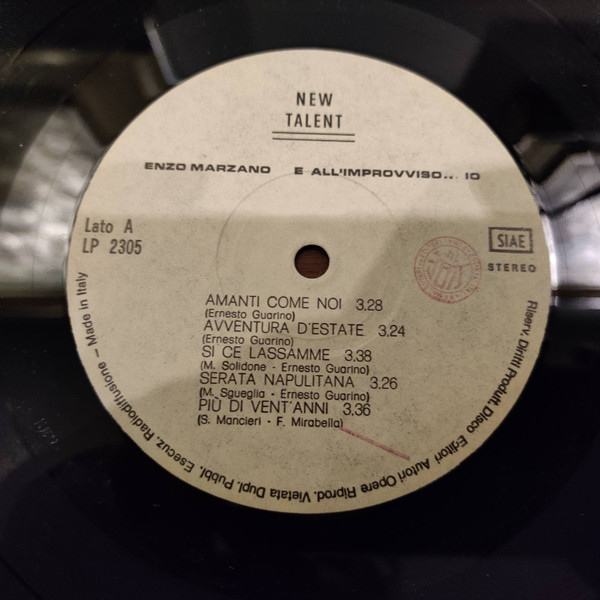 NEW
TALENT
ENZO MARZANO E ALL'IMPROVVISO... IO
Lato A
LP 2305
SIAE
STEREO
AMANTI COME NOI 3,28
(Ernesto Guarino)
AVVENTURA D'ESTATE 3,24
(Ernesto Guarino)
SI CE LASSAMME 3,38
(M. Solidone - Ernesto Guarino)
SERATA NAPULITANA 3,26
(M. Sgueglia - Ernesto Guarino)
PIÙ DI VENT'ANNI 3,36
(S. Mancieri - F. Mirabella)
Riserv. Diritti Produtt. Disco Editori Autori Opere Riprod. Vietata Dupl. Pubbl. Esecuz. Radiodiffusione - Made in Italy